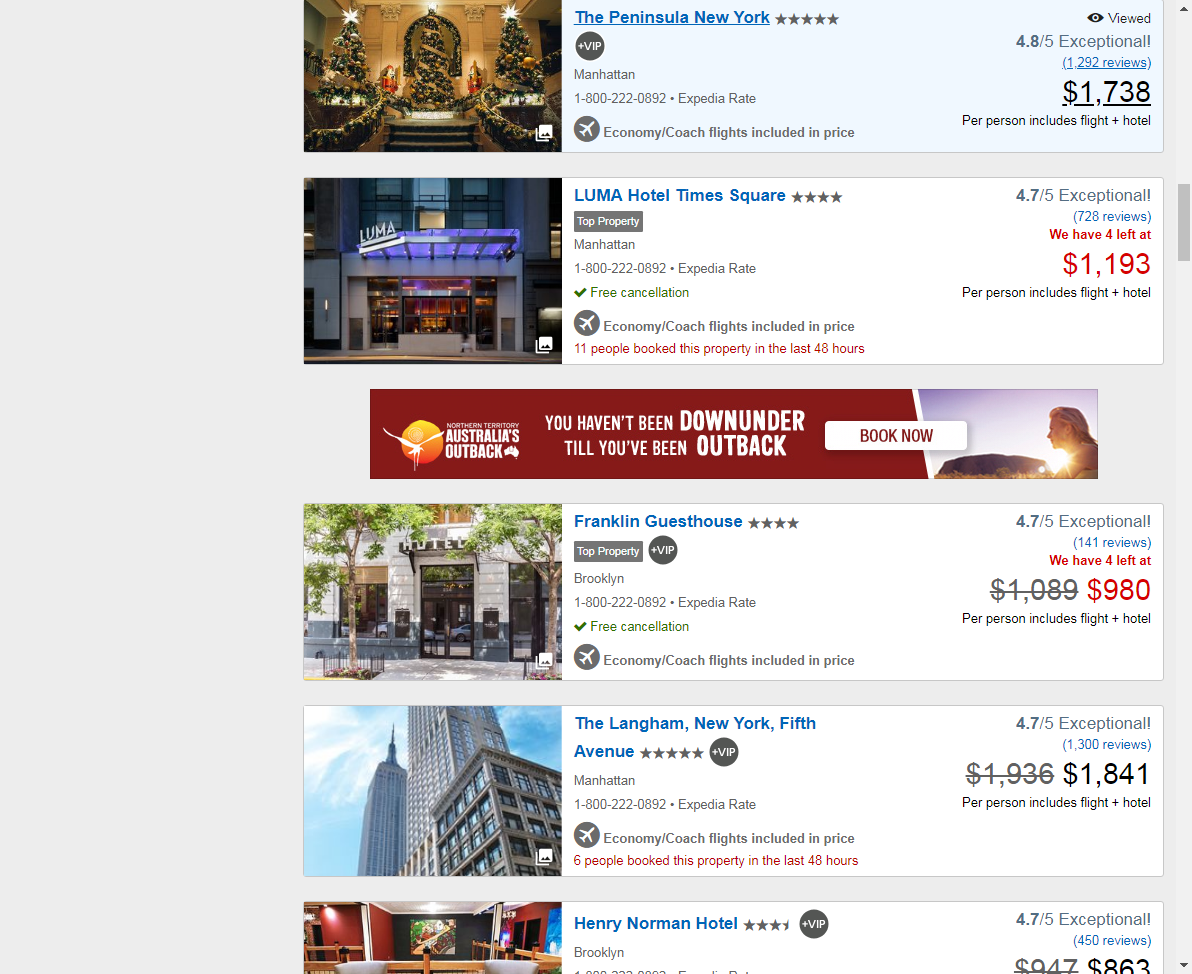 The Peninsula New York
Viewed
+VIP
4.8/5 Exceptional!
(1,292 reviews)
Manhattan
$1,738
1-800-222-0892 • Expedia Rate
Per person includes flight + hotel
Economy/Coach flights included in price
LUMA
LUMA Hotel Times Square
4.7/5 Exceptional!
Top Property
(728 reviews)
Manhattan
We have 4 left at
$1,193
1-800-222-0892 • Expedia Rate
Free cancellation
Per person includes flight + hotel
Economy/Coach flights included in price
11 people booked this property in the last 48 hours
NORTHERN TERRITORY
AUSTRALIA'S
OUTBACK
YOU HAVEN'T BEEN DOWNUNDER
TILL YOU'VE BEEN OUTBACK
BOOK NOW
HOTEL
Franklin Guesthouse
4.7/5 Exceptional!
Top Property +VIP
(141 reviews)
We have 4 left at
Brooklyn
$1,089 $980
1-800-222-0892 • Expedia Rate
Per person includes flight + hotel
Free cancellation
Economy/Coach flights included in price
The Langham, New York, Fifth
Avenue +VIP
4.7/5 Exceptional!
(1,300 reviews)
Manhattan
$1,936 $1,841
1-800-222-0892 • Expedia Rate
Per person includes flight + hotel
Economy/Coach flights included in price
6 people booked this property in the last 48 hours
Henry Norman Hotel +VIP
4.7/5 Exceptional!
(450 reviews)
Brooklyn
$947 $863
1-800-222-0892 • Expedia Rate